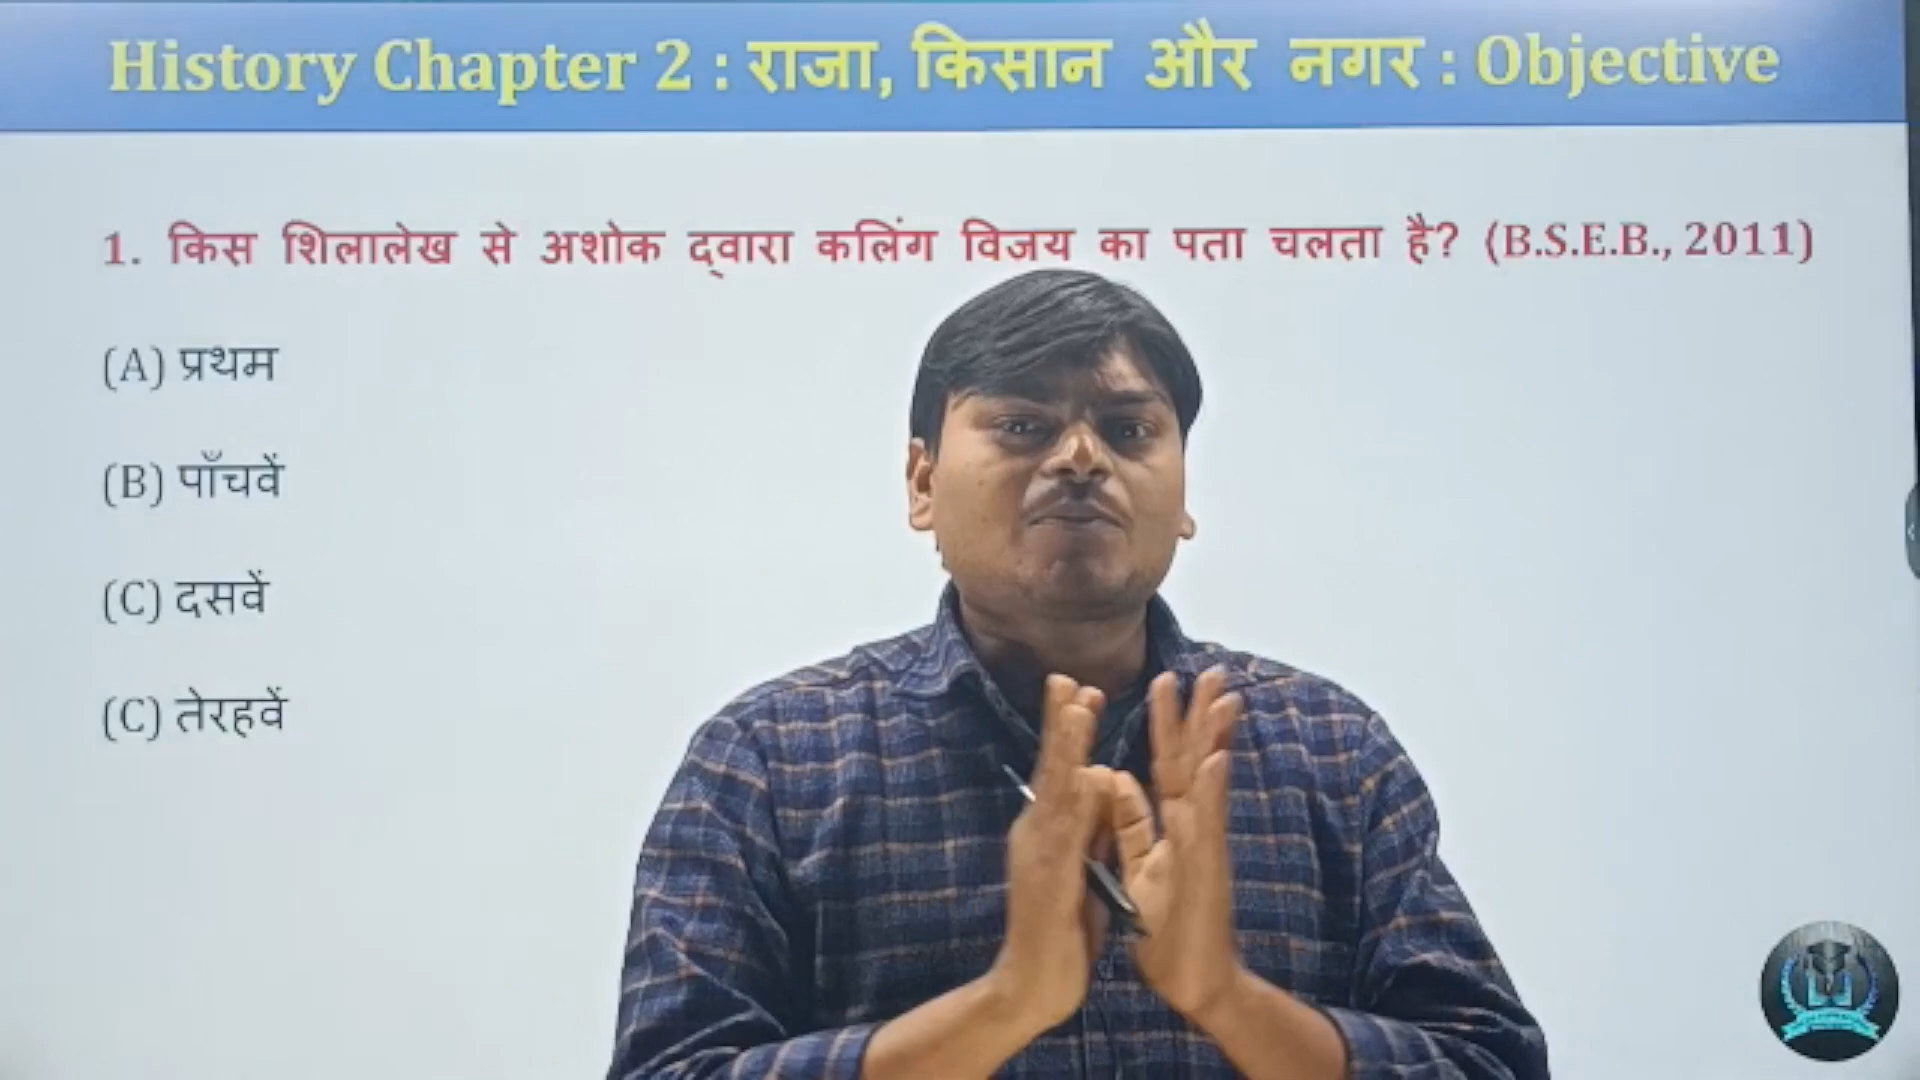 History Chapter 2 : राजा, किसान और नगर : Objective
1. किस शिलालेख से अशोक द्वारा कलिंग विजय का पता चलता है? (B.S.E.B., 2011)
(A) प्रथम
(B) पाँचवें
(C) दसवें
(C) तेरहवें